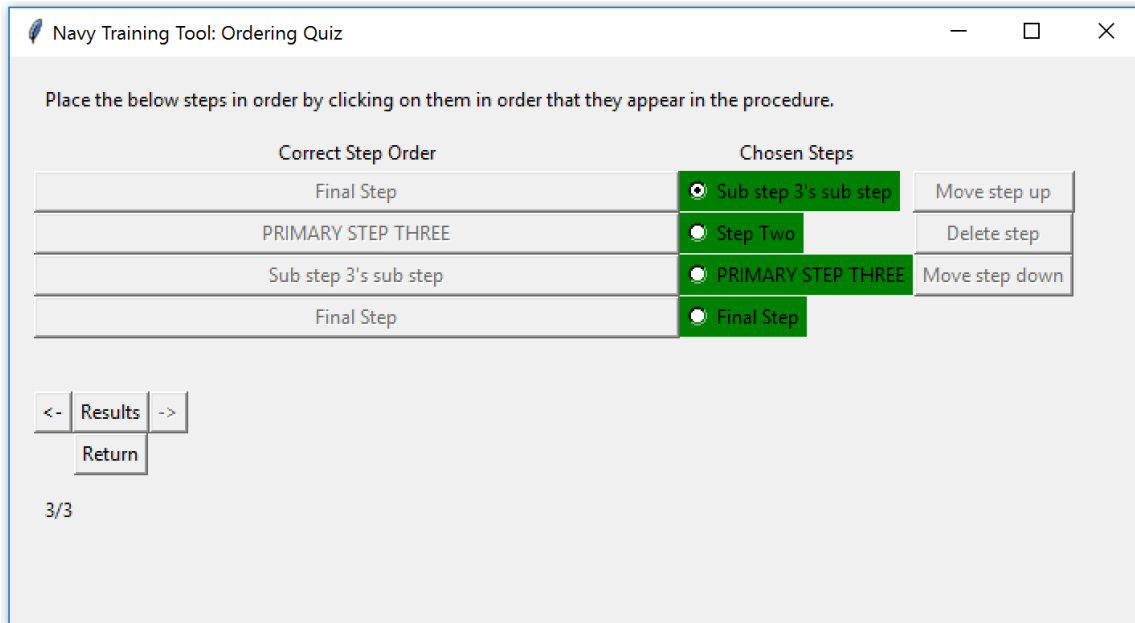 Navy Training Tool: Ordering Quiz
Place the below steps in order by clicking on them in order that they appear in the procedure.
Correct Step Order Chosen Steps
Final Step Sub step 3's sub step Move step up
PRIMARY STEP THREE Step Two Delete step
Sub step 3's sub step PRIMARY STEP THREE Move step down
Final Step Final Step
<- Results ->
Return
3/3